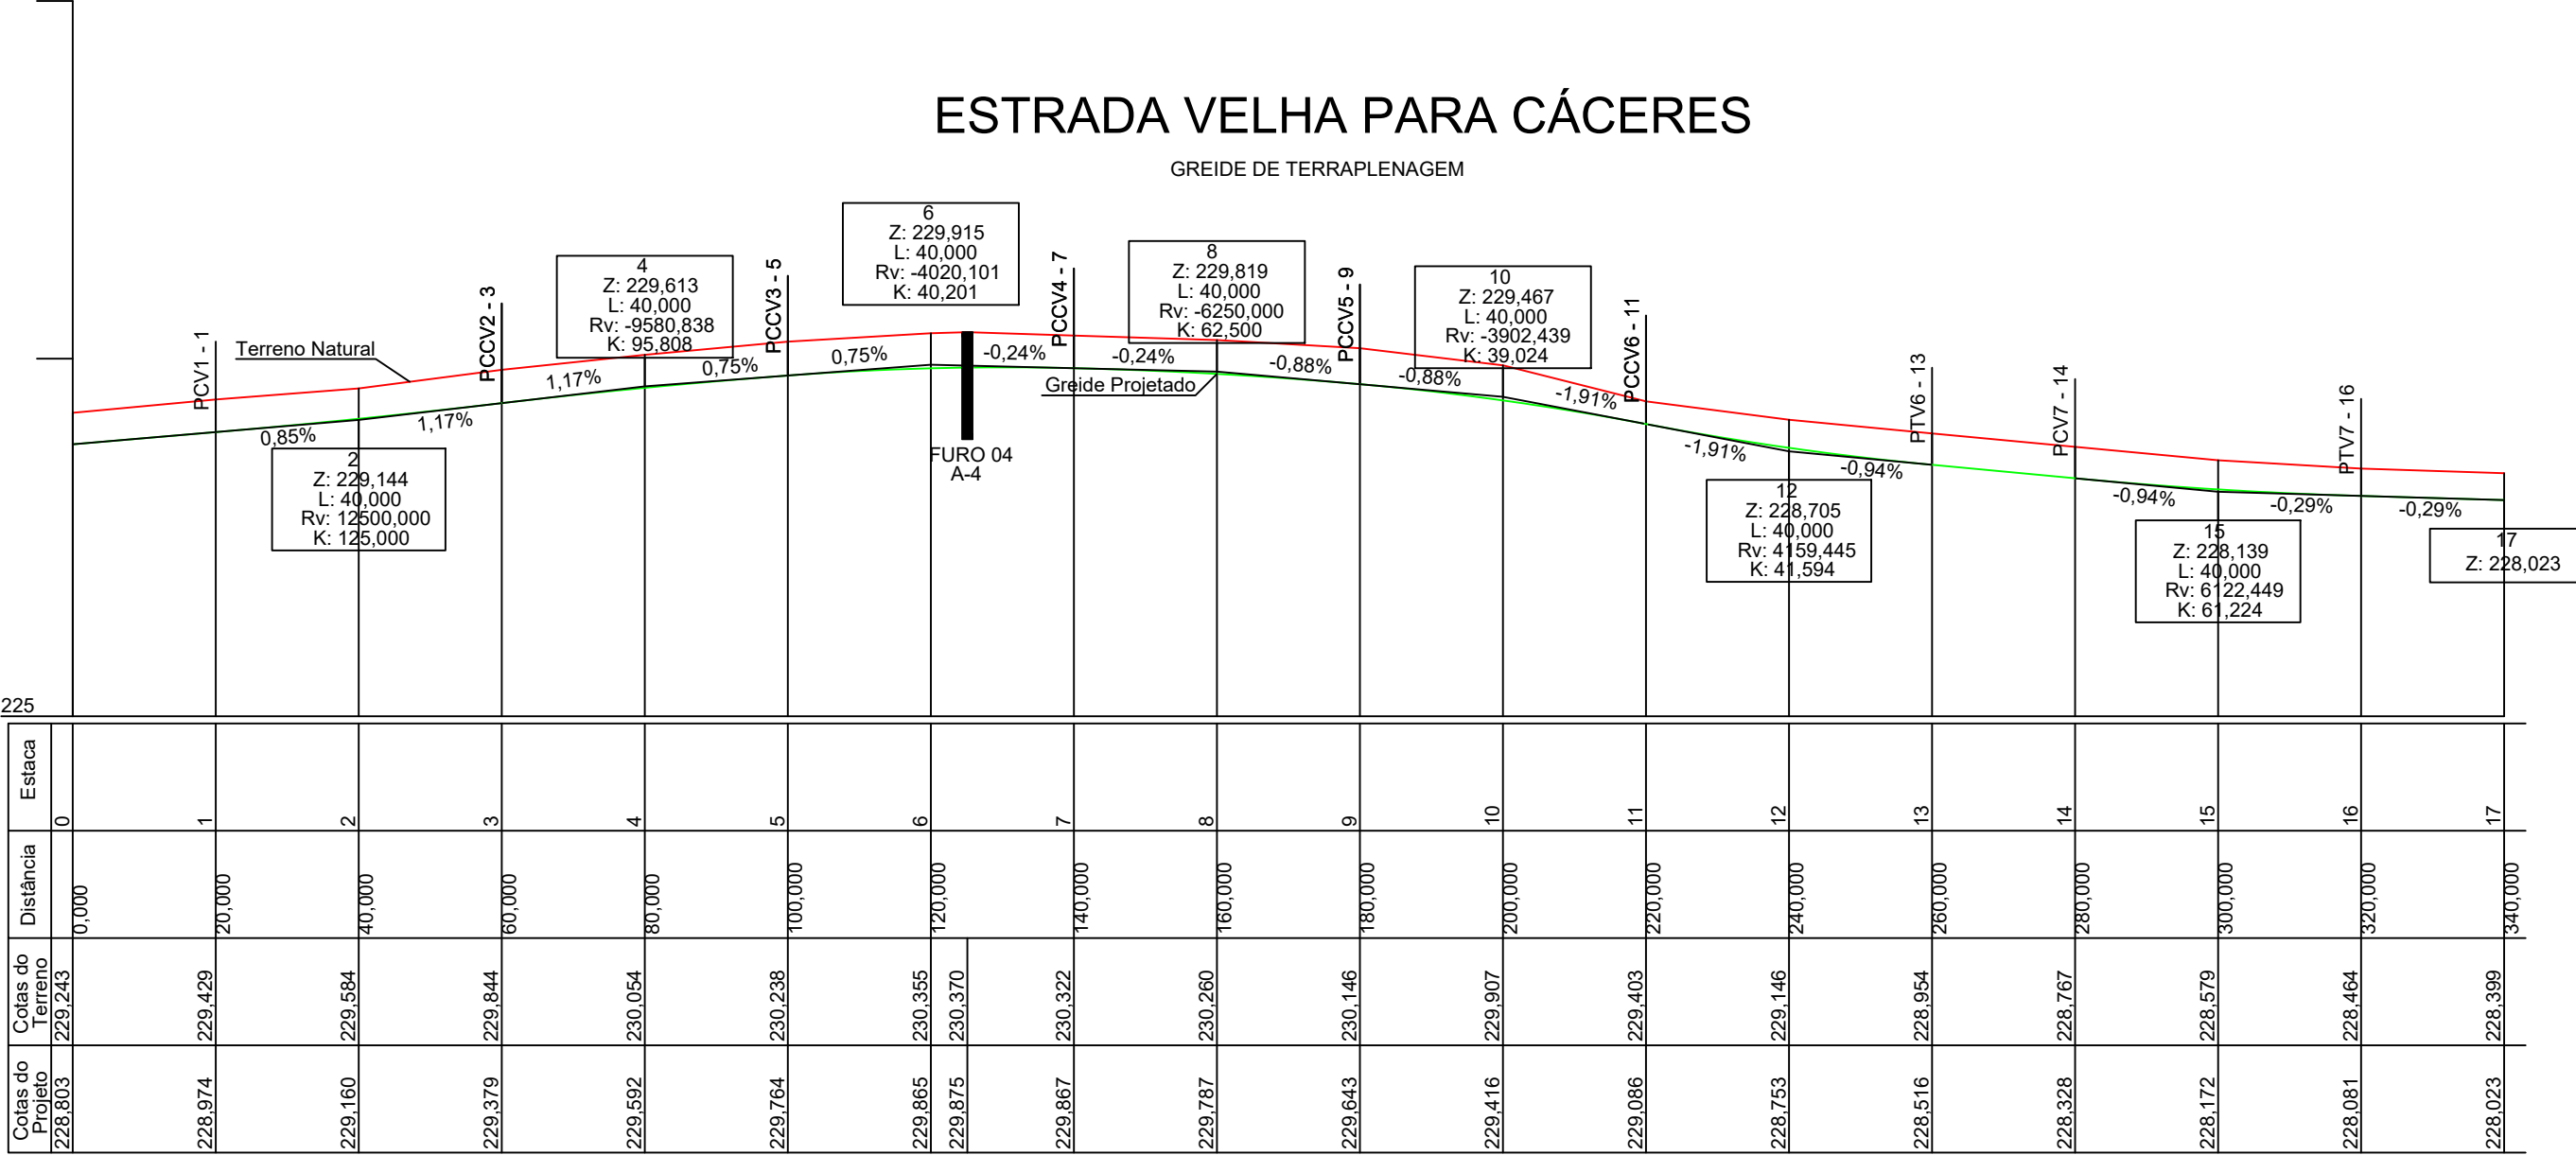 ESTRADA VELHA PARA CÁCERES
GREIDE DE TERRAPLENAGEM
PCV1 - 1
Terreno Natural
0,85%
2
Z: 229,144
L: 40,000
Rv: 12500,000
K: 125,000
1,17%
PCCV2 - 3
1,17%
4
Z: 229,613
L: 40,000
Rv: -9580,838
K: 95,808
0,75%
PCCV3 - 5
0,75%
6
Z: 229,915
L: 40,000
Rv: -4020,101
K: 40,201
FURO 04
A-4
-0,24%
PCCV4 - 7
-0,24%
Greide Projetado
8
Z: 229,819
L: 40,000
Rv: -6250,000
K: 62,500
-0,88%
PCCV5 - 9
-0,88%
10
Z: 229,467
L: 40,000
Rv: -3902,439
K: 39,024
-1,91%
PCCV6 - 11
-1,91%
12
Z: 228,705
L: 40,000
Rv: 4159,445
K: 41,594
-0,94%
PTV6 - 13
PCV7 - 14
-0,94%
15
Z: 228,139
L: 40,000
Rv: 6122,449
K: 61,224
-0,29%
PTV7 - 16
-0,29%
17
Z: 228,023
225
Estaca
0 1 2 3 4 5 6 7 8 9 10 11 12 13 14 15 16 17
Distância
0,000 20,000 40,000 60,000 80,000 100,000 120,000 140,000 160,000 180,000 200,000 220,000 240,000 260,000 280,000 300,000 320,000 340,000
Cotas do
Terreno
229,243 229,429 229,584 229,844 230,054 230,238 230,355 230,370 230,322 230,260 230,146 229,907 229,403 229,146 228,954 228,767 228,579 228,464 228,399
Cotas do
Projeto
228,803 228,974 229,160 229,379 229,592 229,764 229,865 229,875 229,867 229,787 229,643 229,416 229,086 228,753 228,516 228,328 228,172 228,081 228,023